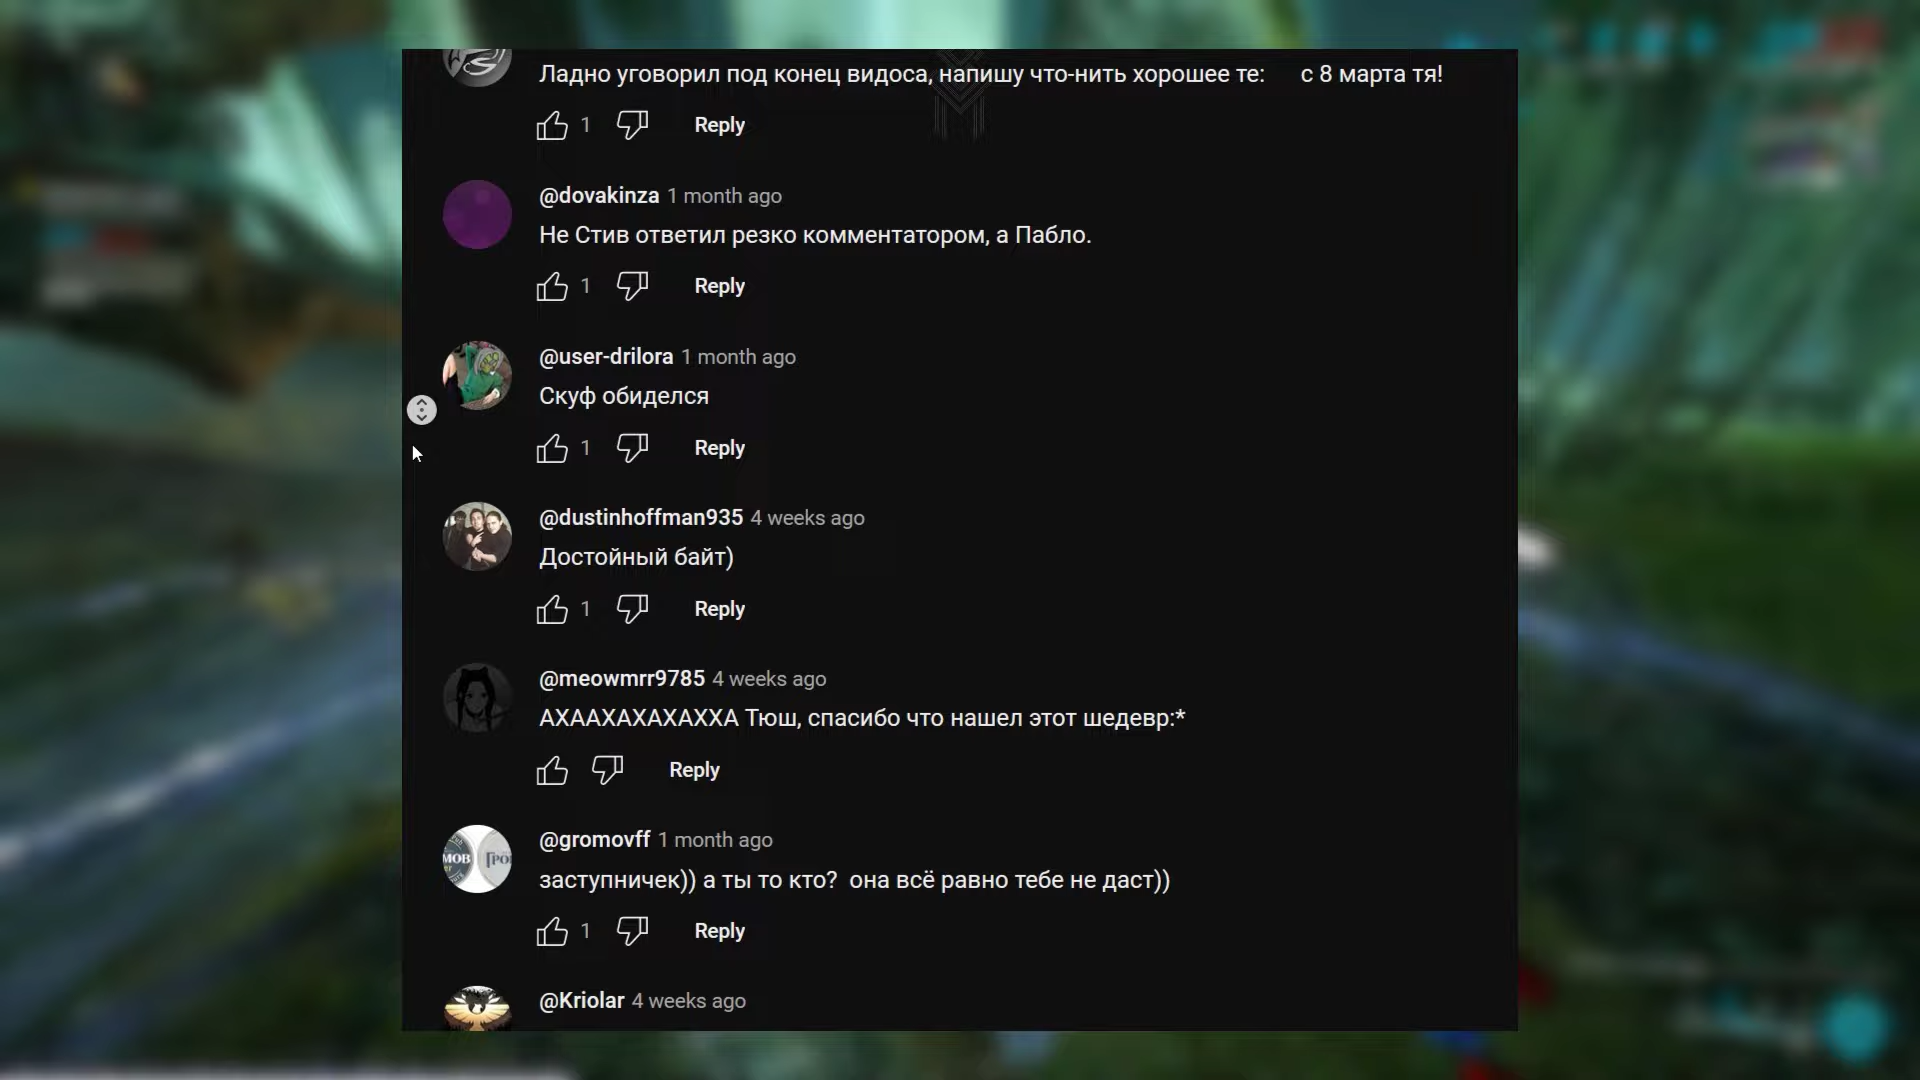 Ладно уговорил под конец видоса, напишу что-нить хорошее те: с 8 марта тя!
1 Reply
@dovakinza 1 month ago
Не Стив ответил резко комментатором, а Пабло.
1 Reply
@user-drilora 1 month ago
Скуф обиделся
1 Reply
@dustinhoffman935 4 weeks ago
Достойный байт)
1 Reply
@meowmrr9785 4 weeks ago
АХААХАХАХАХХА Тюш, спасибо что нашел этот шедевр:*
Reply
@gromovff 1 month ago
заступничек)) а ты то кто? она всё равно тебе не даст))
1 Reply
@Kriolar 4 weeks ago